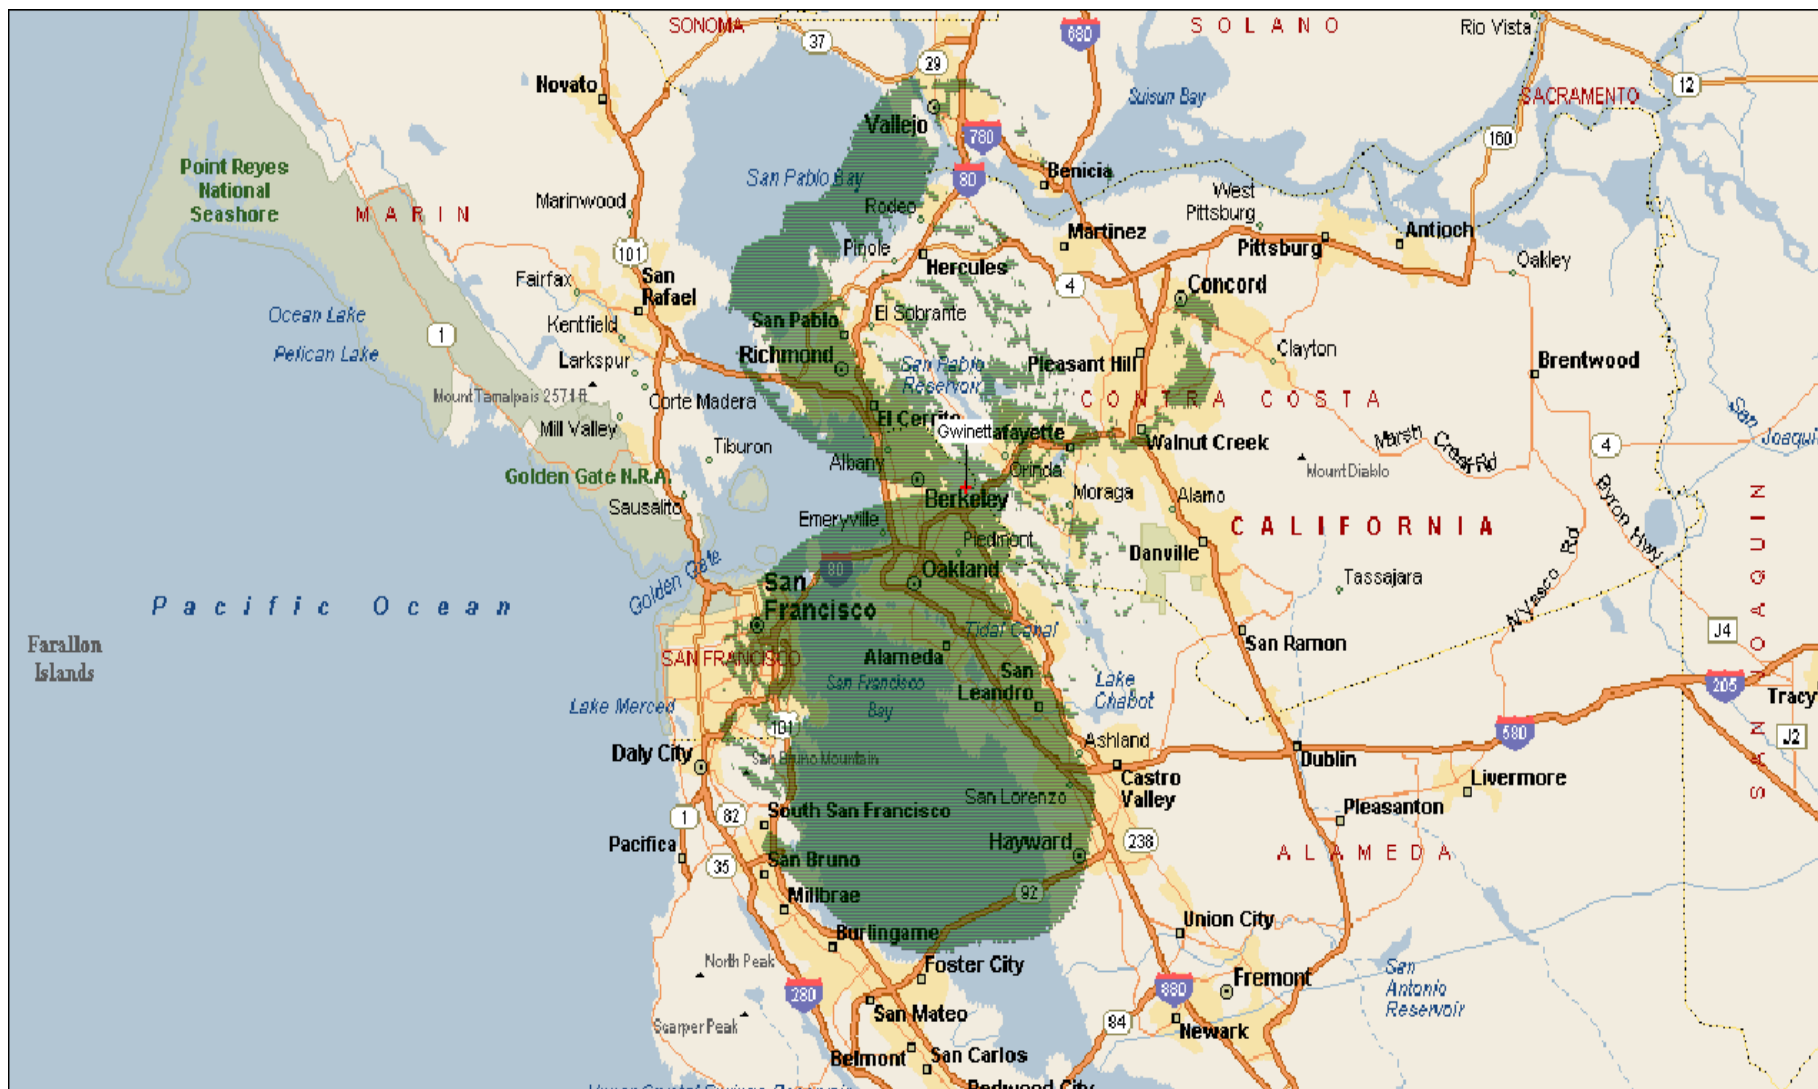 SONOMA
37
29
680
SOLANO
Rio Vista
12
Novato
Vallejo
780
Suisun Bay
SACRAMENTO
160
Point Reyes
National
Seashore
MARIN
Marinwood
San Pablo Bay
80
Benicia
Rodeo
West
Pittsburg
Martinez
Pittsburg
Antioch
101
San
Rafael
Pinole
Hercules
4
Concord
Oakley
Fairfax
Ocean Lake
Pelican Lake
1
Kentfield
Larkspur
San Pablo
El Sobrante
Richmond
San Pablo
Reservoir
Pleasant Hill
Clayton
Brentwood
Mount Tamalpais 2571 ft
Corte Madera
CONTRA COSTA
Mill Valley
El Cerrito
Gwinett
afayette
Walnut Creek
Marsh Creek Rd
4
San
Joaqui
Tiburon
Albany
Orinda
Mount Diablo
Golden Gate N.R.A.
Sausalito
Berkeley
Moraga
Alamo
Byron Hwy
Emeryville
CALIFORNIA
Piedmont
Danville
80
Oakland
Tassajara
N Vasco Rd
SAN JOAQUIN
Golden Gate
San
Francisco
Pacific Ocean
Farallon
Islands
Tidal Canal
San Ramon
J4
SAN FRANCISCO
Alameda
San
Leandro
San Francisco
Bay
Lake
Chabot
205
Tracy
Lake Merced
101
580
J2
Daly City
San Bruno Mountain
Ashland
Castro
Valley
Dublin
Livermore
San Lorenzo
Pleasanton
1
82
South San Francisco
Pacifica
35
San Bruno
Hayward
238
ALAMEDA
Millbrae
92
Burlingame
Union City
North Peak
Foster City
280
880
Fremont
San
Antonio
Reservoir
Scarper Peak
San Mateo
84
Newark
Belmont
San Carlos
Redwood City